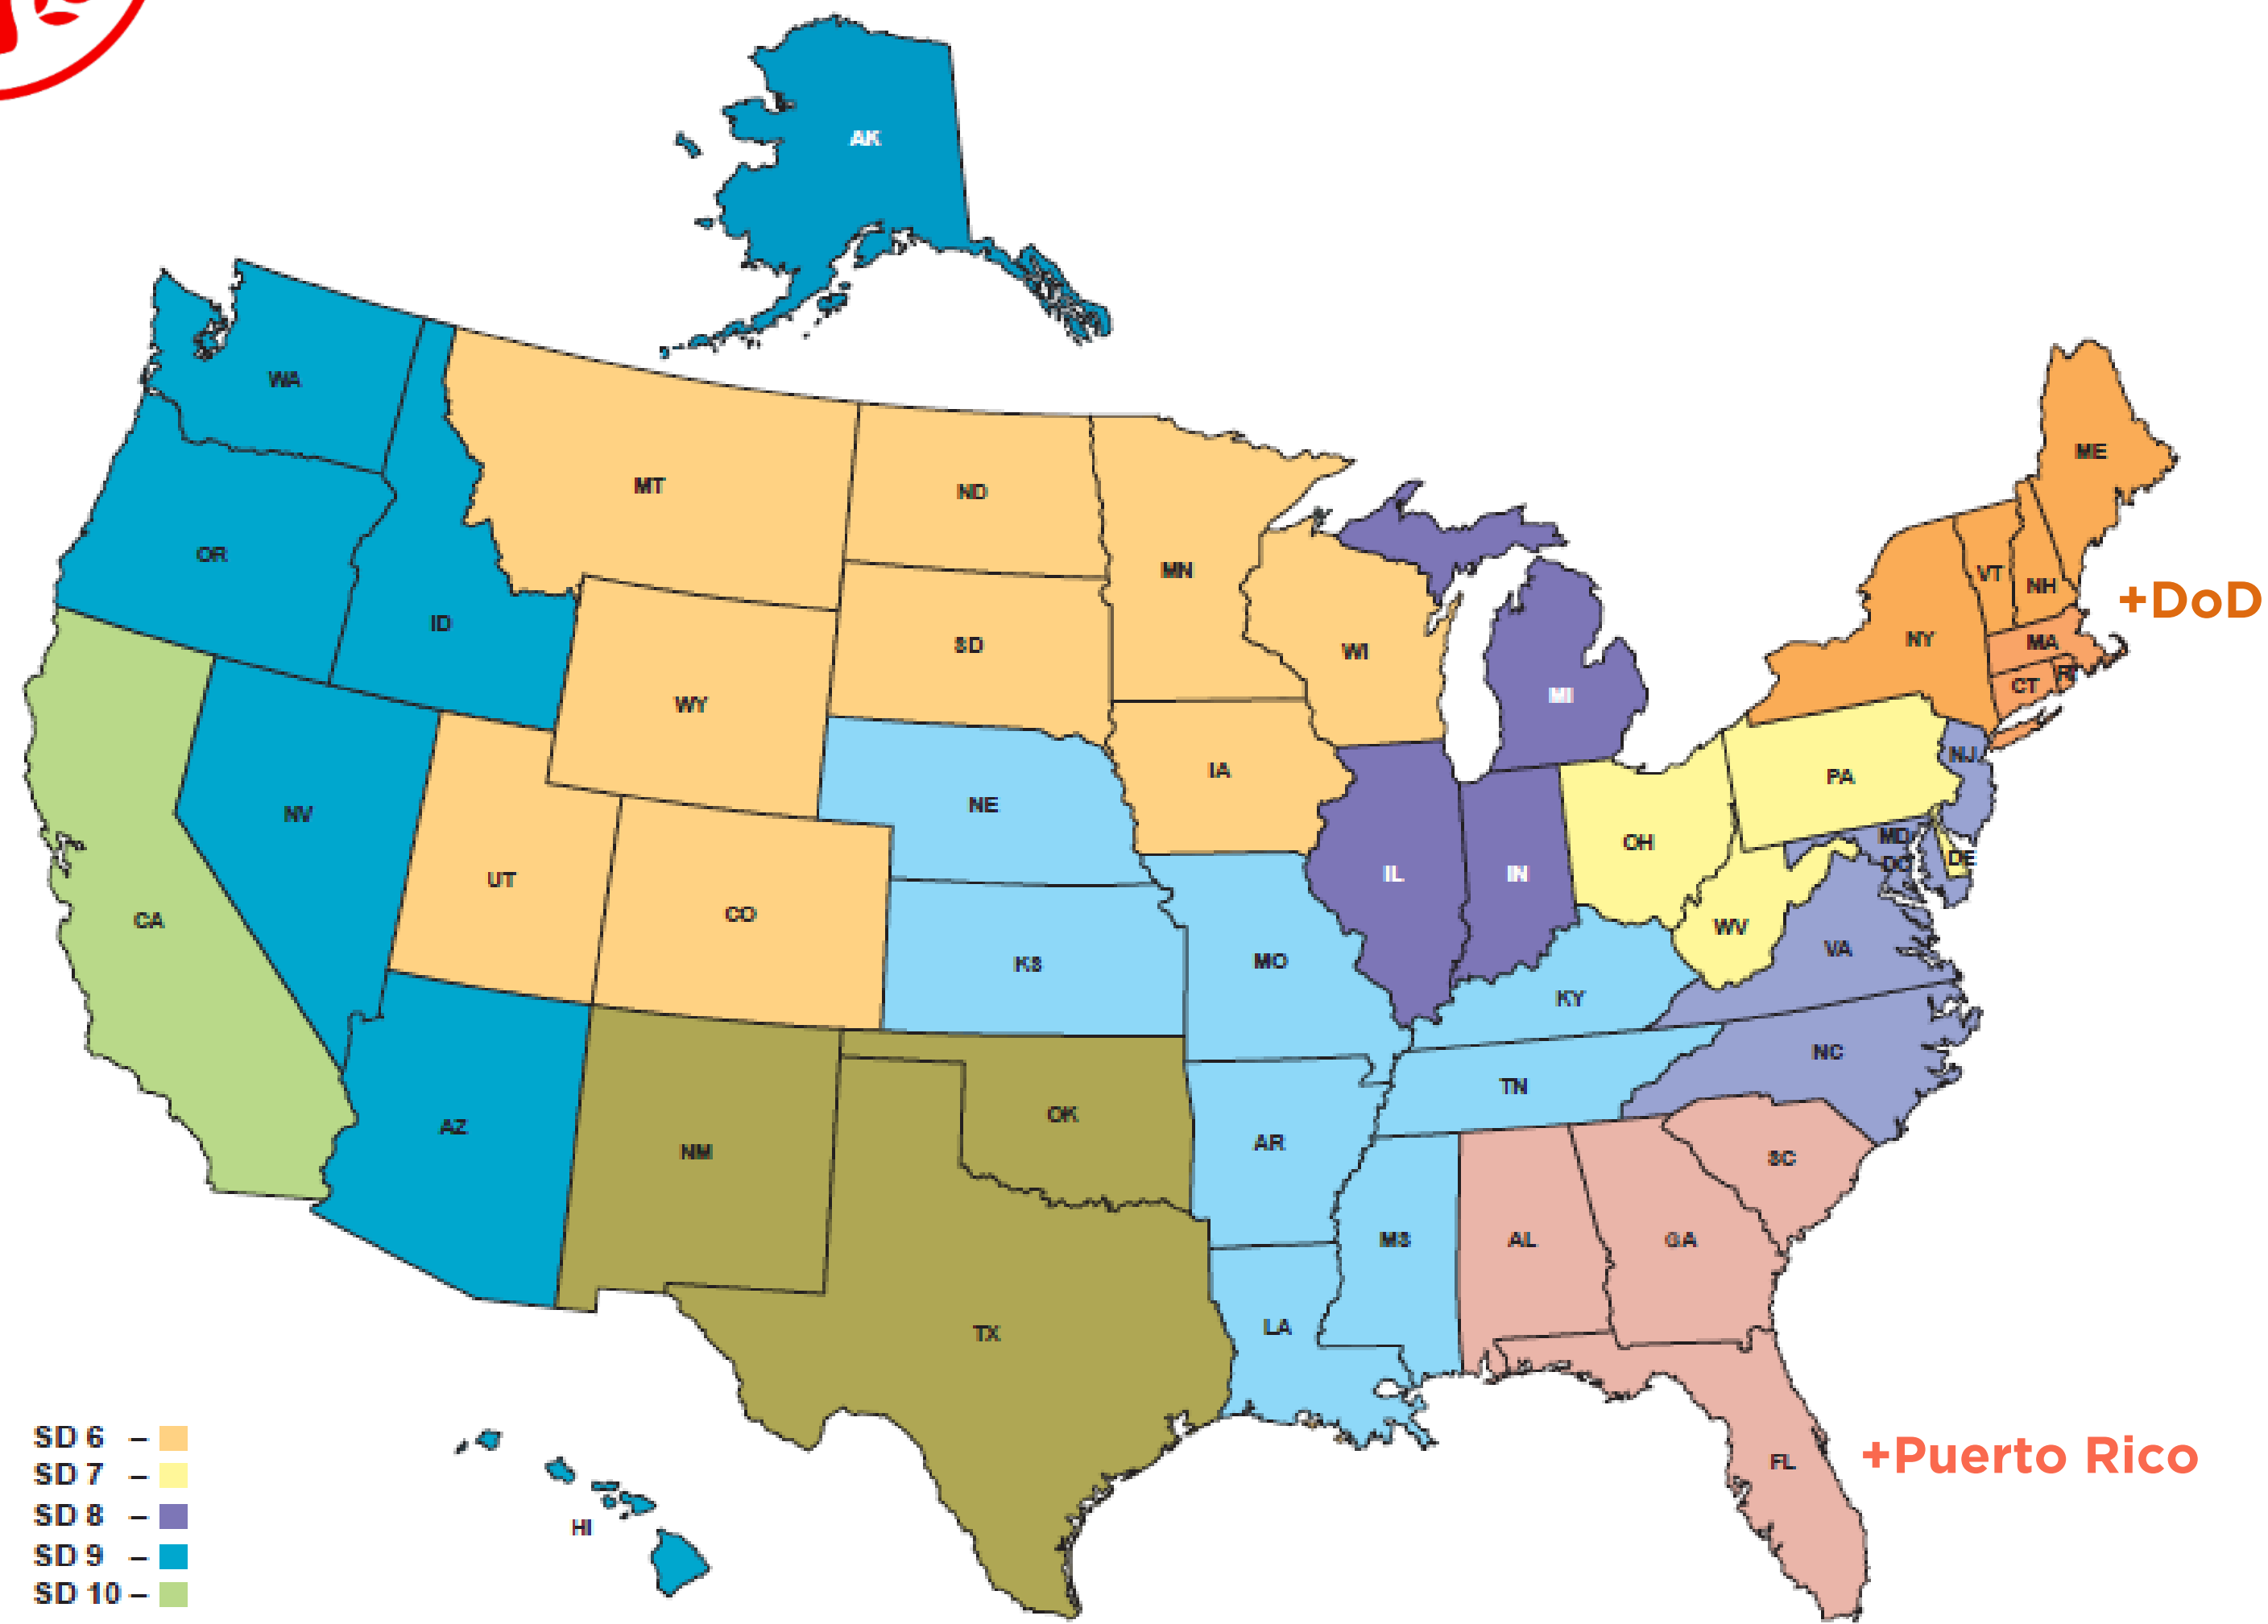 AK
WA
MT
ND
ME
OR
ID
MN
VT
NH
+DoD
SD
WI
NY
MA
WY
MI
CT
RI
IA
NJ
NE
PA
NV
OH
MD
UT
IL
IN
DC
DE
CA
CO
WV
KS
MO
VA
KY
NC
AZ
OK
TN
NM
AR
SC
MS
AL
GA
TX
LA
SD 6 –
FL
+Puerto Rico
SD 7 –
SD 8 –
HI
SD 9 –
SD 10 –